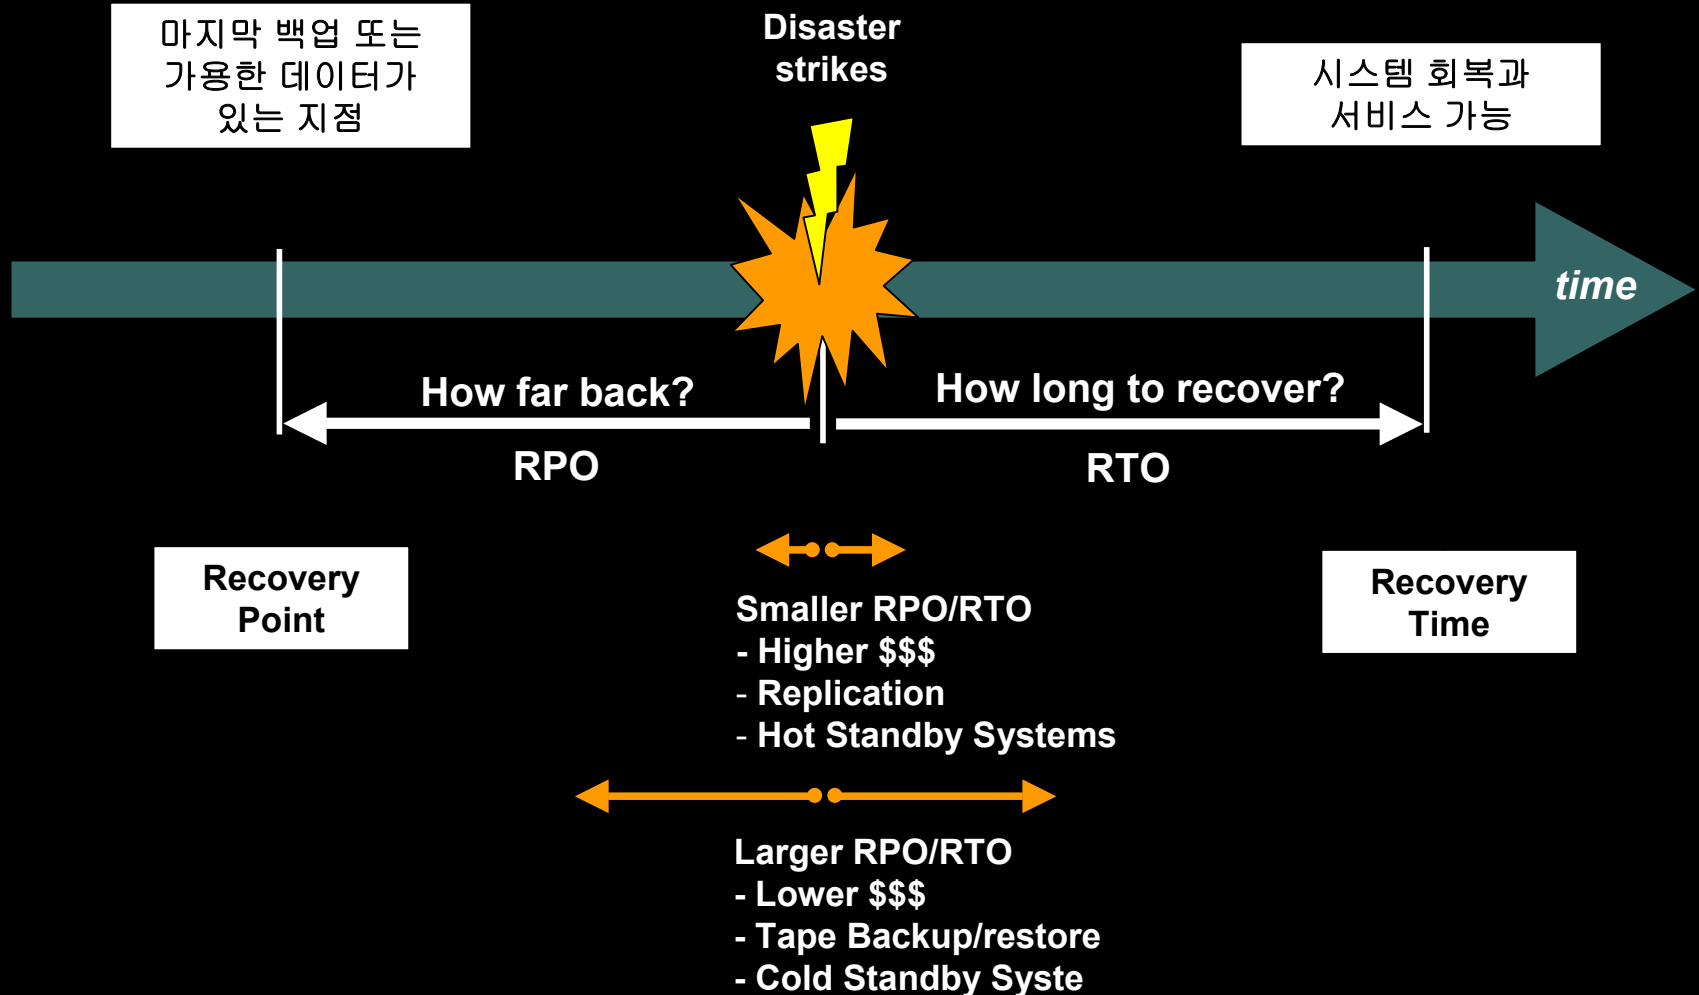 마지막 백업 또는
가용한 데이터가
있는 지점
Disaster
strikes
시스템 회복과
서비스 가능
time
How far back?
How long to recover?
RPO
RTO
Recovery
Point
Recovery
Time
Smaller RPO/RTO
- Higher $$$
- Replication
- Hot Standby Systems
Larger RPO/RTO
- Lower $$$
- Tape Backup/restore
- Cold Standby Syste